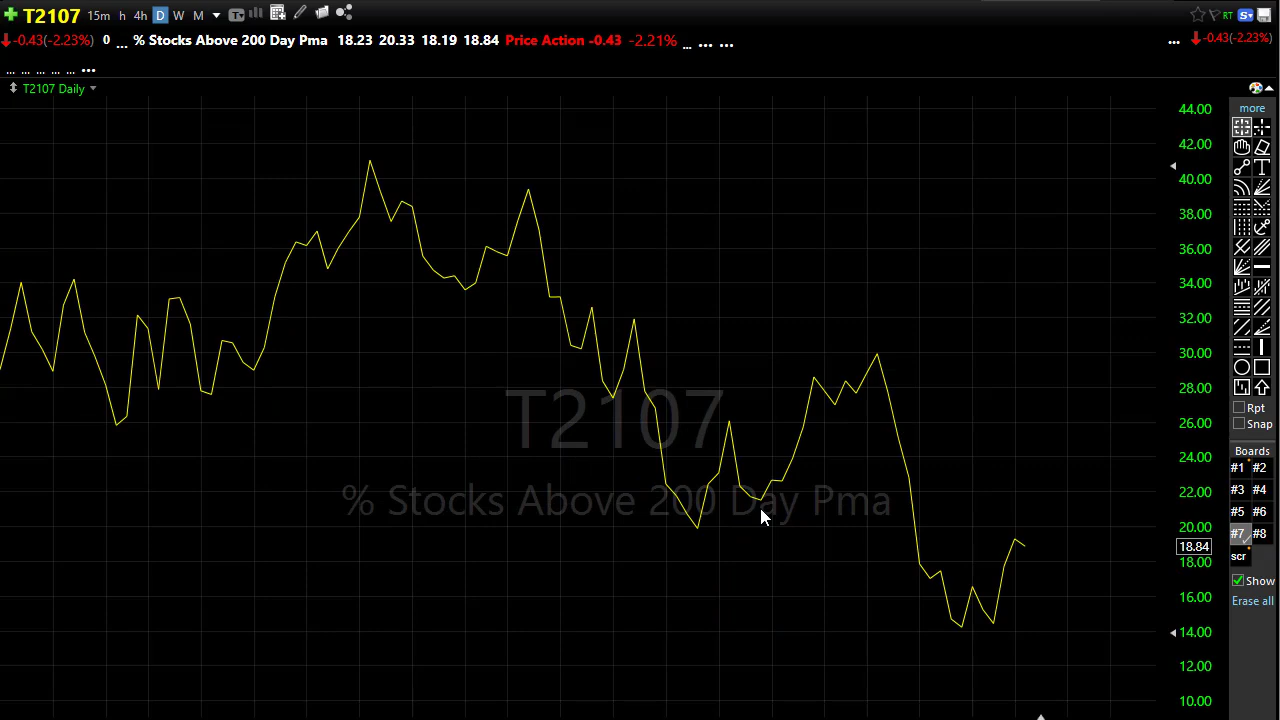 T2107 15m h 4h D W M T RT S
-0.43(-2.23%) 0 ... % Stocks Above 200 Day Pma 18.23 20.33 18.19 18.84 Price Action -0.43 -2.21% ... ... ... ... -0.43(-2.23%)
... ... ... ... ... ...
T2107 Daily
more
44.00
42.00
40.00
38.00
36.00
34.00
32.00
30.00
28.00
26.00
24.00
22.00
20.00
18.84
18.00
16.00
14.00
12.00
10.00
T2107
% Stocks Above 200 Day Pma
T
Rpt
Snap
Boards
#1 #2
#3 #4
#5 #6
#7 #8
scr
Show
Erase all